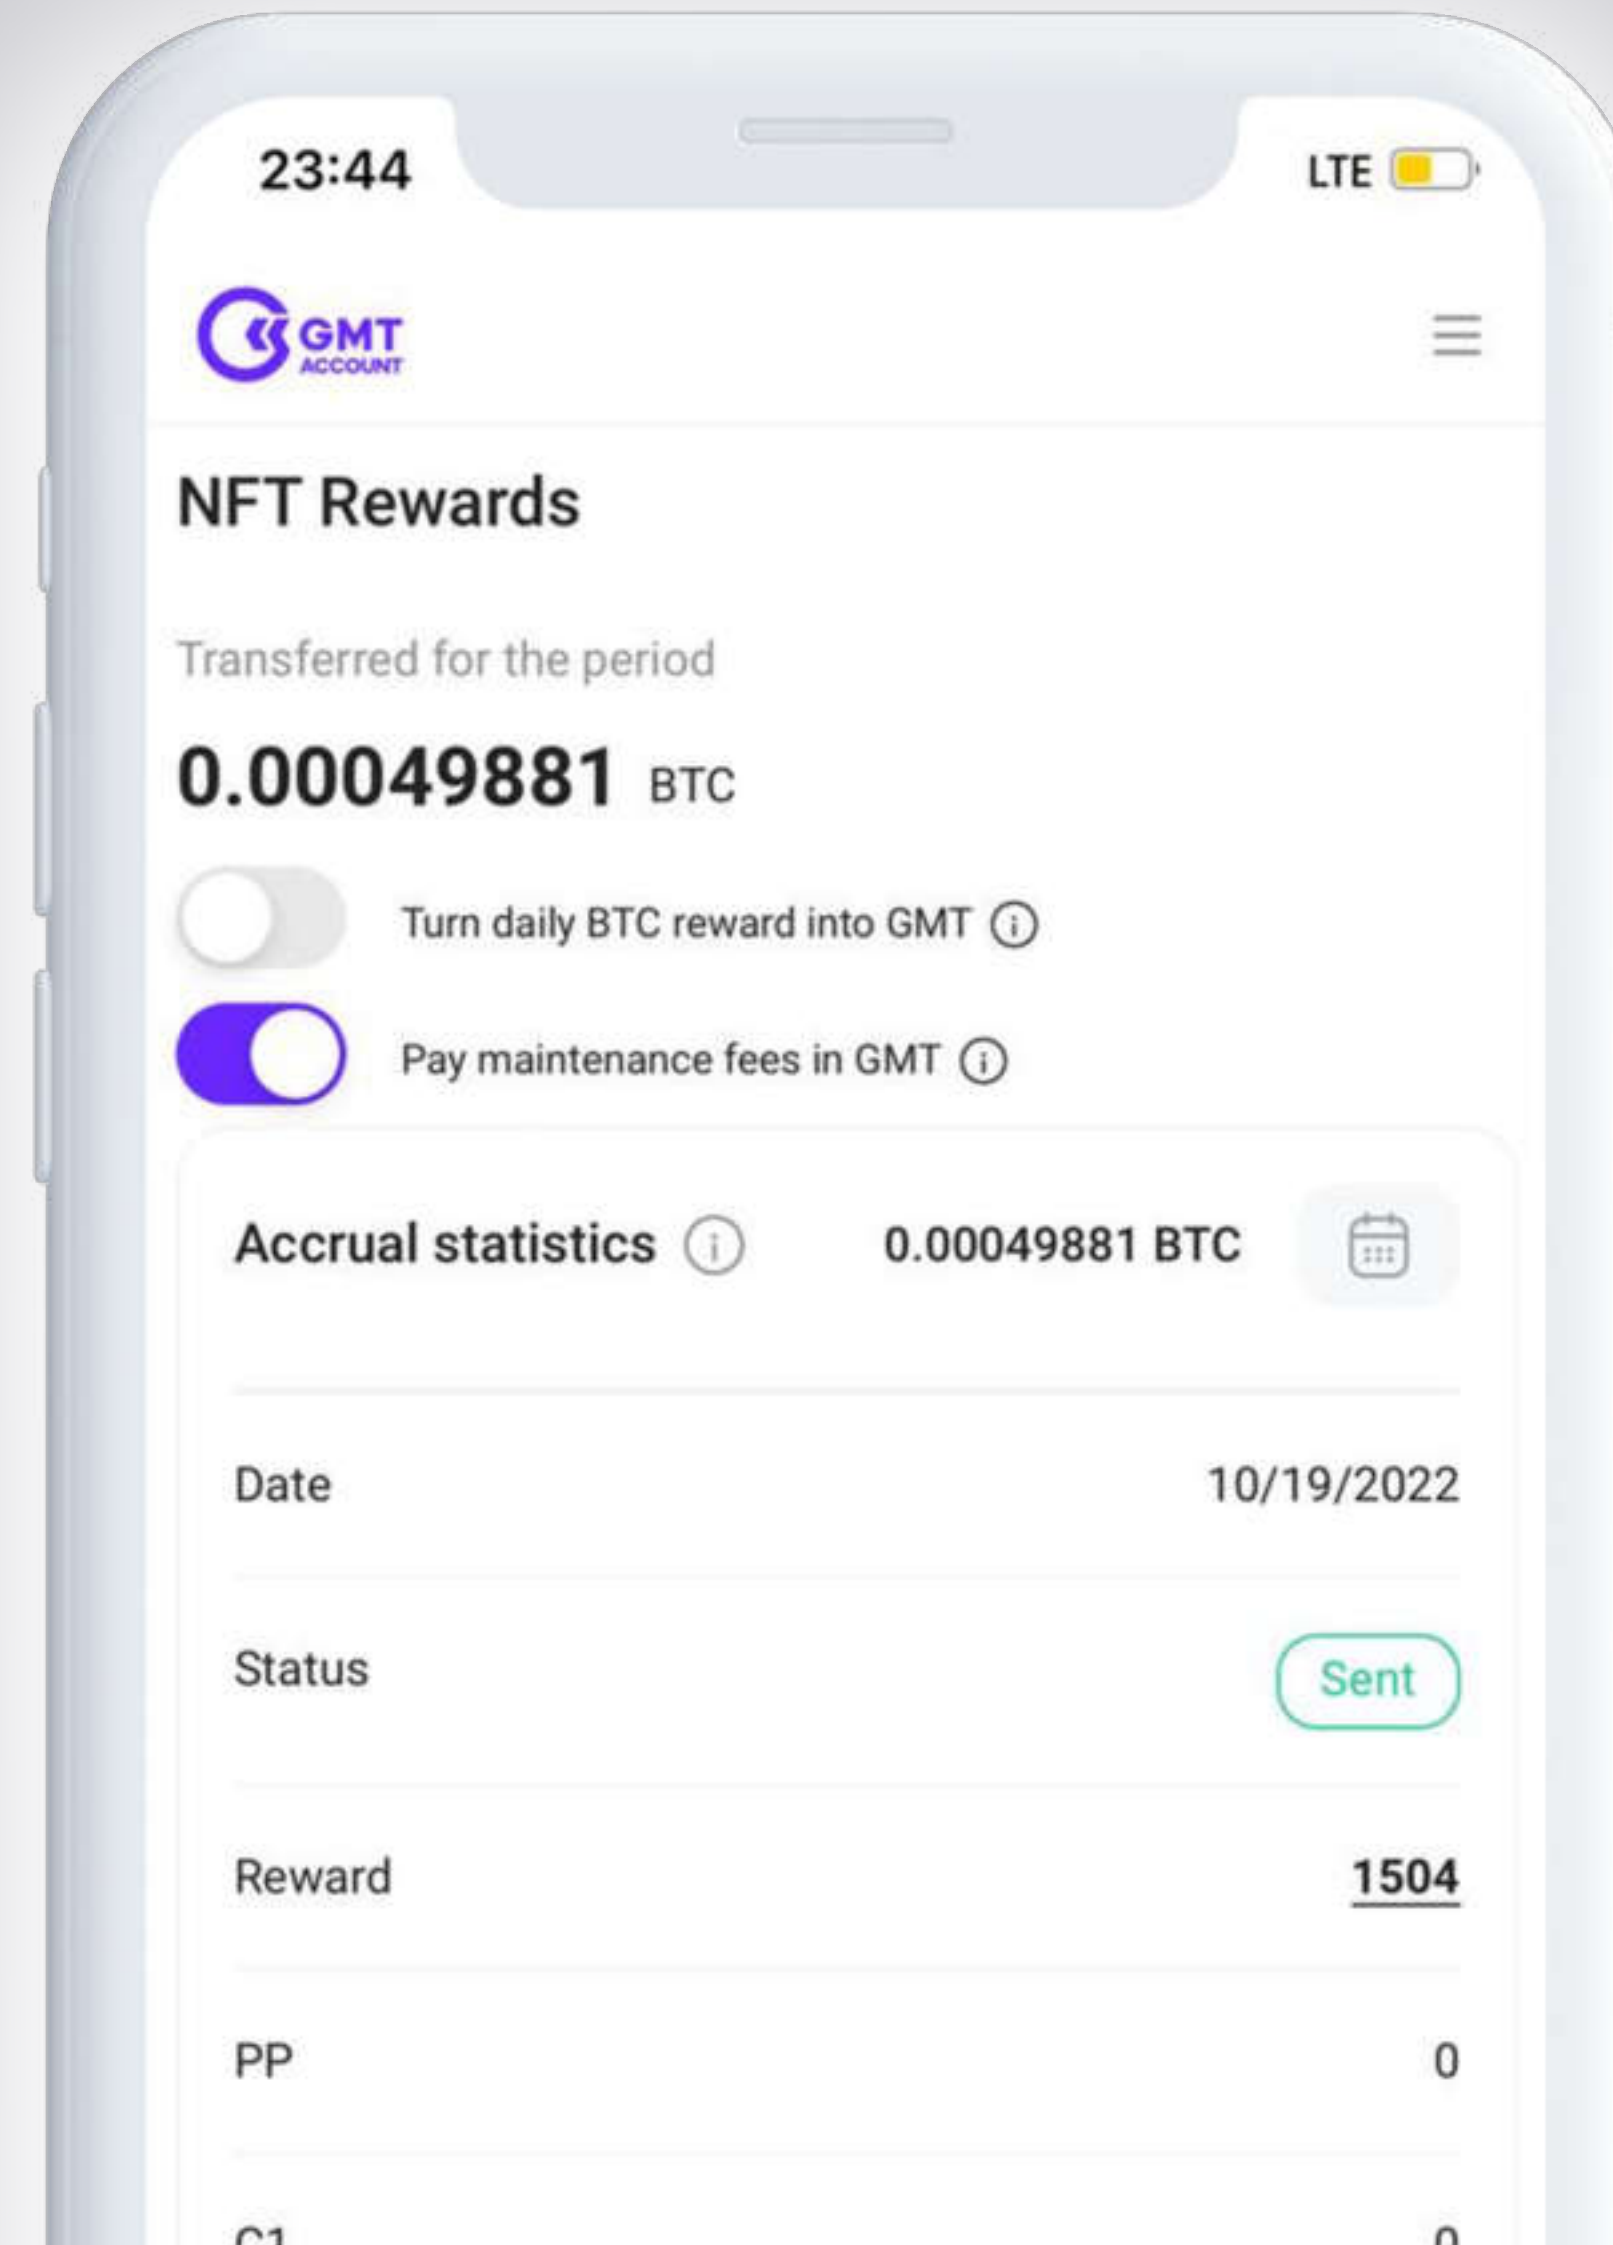 23:44 LTE
GMT
ACCOUNT
NFT Rewards
Transferred for the period
0.00049881 BTC
Turn daily BTC reward into GMT
Pay maintenance fees in GMT
Accrual statistics 0.00049881 BTC
Date 10/19/2022
Status Sent
Reward 1504
PP 0
C1 0